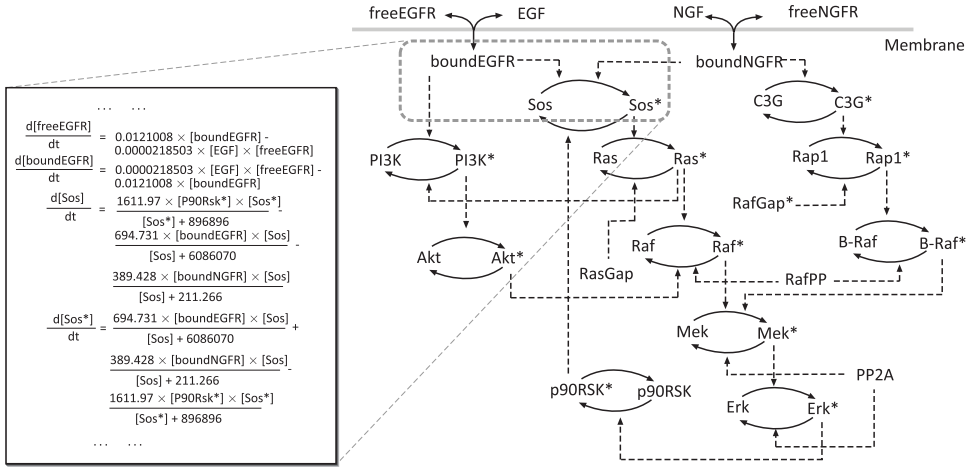 freeEGFR EGF NGF freeNGFR
Membrane
boundEGFR boundNGFR
Sos Sos* C3G C3G*
PI3K PI3K* Ras Ras* Rap1 Rap1*
RafGap*
Akt Akt* RasGap Raf Raf* B-Raf B-Raf*
RafPP
Mek Mek*
PP2A
p90RSK* p90RSK Erk Erk*
... ...
d[freeEGFR]
dt
= 0.0121008 × [boundEGFR] -
0.0000218503 × [EGF] × [freeEGFR]
d[boundEGFR]
dt
= 0.0000218503 × [EGF] × [freeEGFR] -
0.0121008 × [boundEGFR]
d[Sos]
dt
= 1611.97 × [P90Rsk*] × [Sos*] -
[Sos*] + 896896
694.731 × [boundEGFR] × [Sos] -
[Sos] + 6086070
389.428 × [boundNGFR] × [Sos]
[Sos] + 211.266
d[Sos*]
dt
= 694.731 × [boundEGFR] × [Sos] +
[Sos] + 6086070
389.428 × [boundNGFR] × [Sos] -
[Sos] + 211.266
1611.97 × [P90Rsk*] × [Sos*]
[Sos*] + 896896
... ...